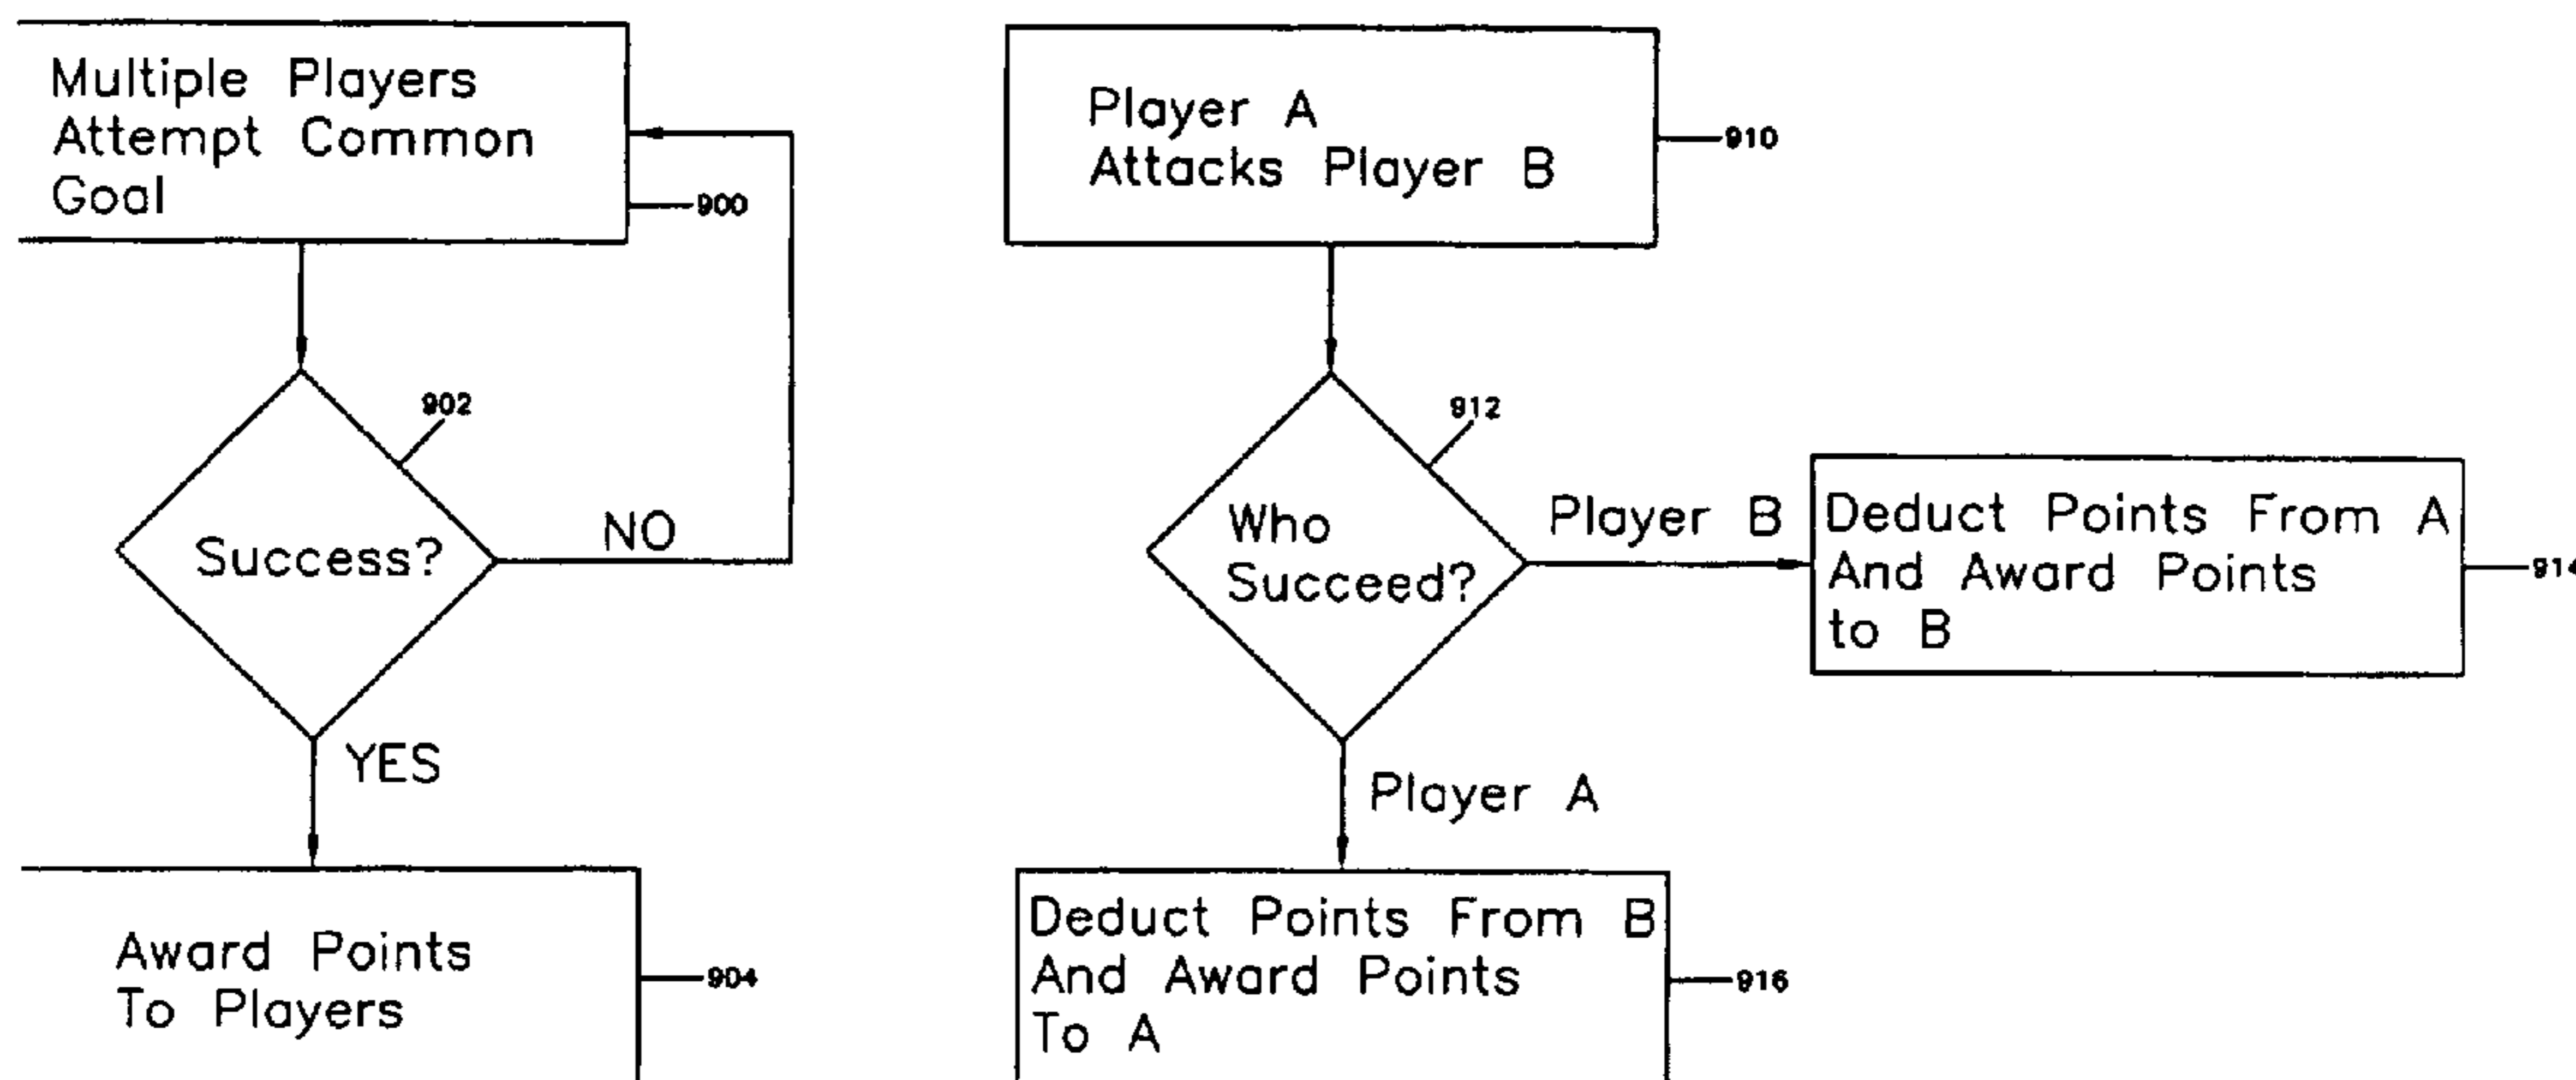 Multiple Players
Attempt Common
Goal
900
902
Success?
NO
YES
Award Points
To Players
904
Player A
Attacks Player B
910
912
Who
Succeed?
Player B
Deduct Points From A
And Award Points
to B
914
Player A
Deduct Points From B
And Award Points
To A
916